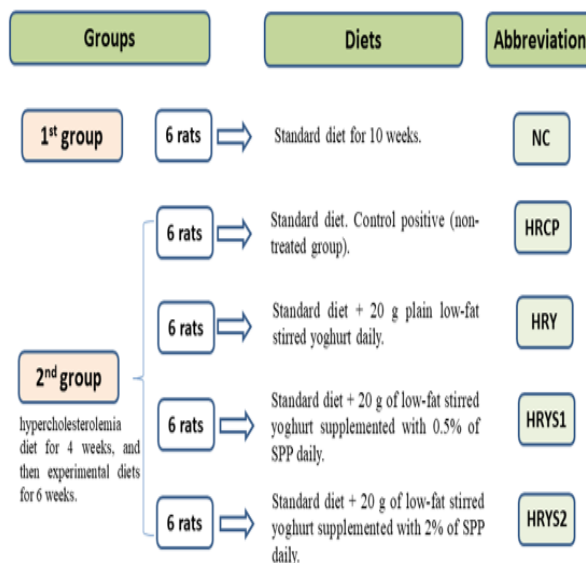 Groups
Diets
Abbreviation
1st group
6 rats
Standard diet for 10 weeks.
NC
6 rats
Standard diet. Control positive (non-
treated group).
HRCP
6 rats
Standard diet + 20 g plain low-fat
stirred yoghurt daily.
HRY
2nd group
hypercholesterolemia
diet for 4 weeks, and
then experimental diets
for 6 weeks.
6 rats
Standard diet + 20 g of low-fat stirred
yoghurt supplemented with 0.5% of
SPP daily.
HRYS1
6 rats
Standard diet + 20 g of low-fat stirred
yoghurt supplemented with 2% of SPP
daily.
HRYS2